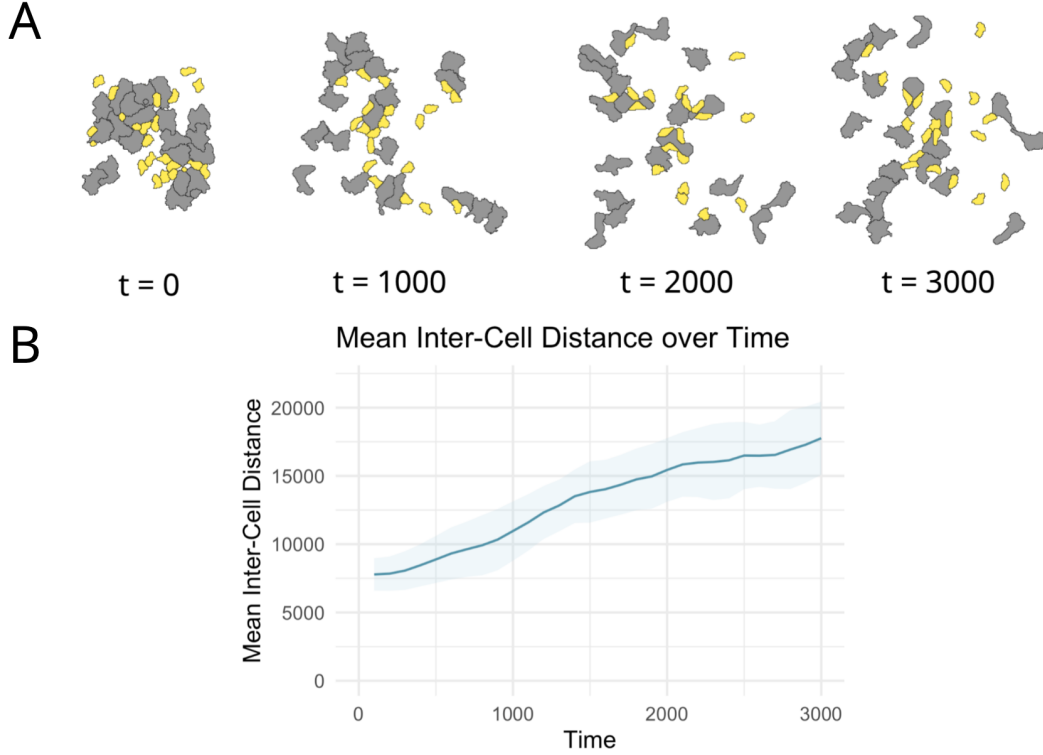 A
t = 0
t = 1000
t = 2000
t = 3000
B
Mean Inter-Cell Distance over Time
Mean Inter-Cell Distance
20000
15000
10000
5000
0
0
1000
2000
3000
Time